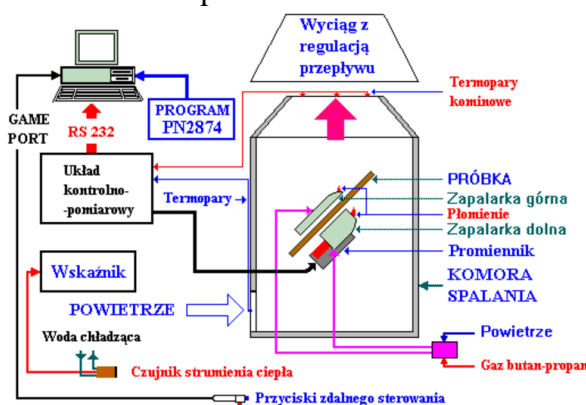 Wyciąg z
regulacją
przepływu
Termopary
kominowe
GAME
PORT
RS 232
PROGRAM
PN2874
Układ
kontrolno-
-pomiarowy
Termopary
PRÓBKA
Zapalarka górna
Płomienie
Zapalarka dolna
Promiennik
KOMORA
SPALANIA
Wskaźnik
POWIETRZE
Woda chładząca
Czujnik strumienia ciepła
Powietrze
Gaz butan-propan
Przyciski zdalnego sterowania